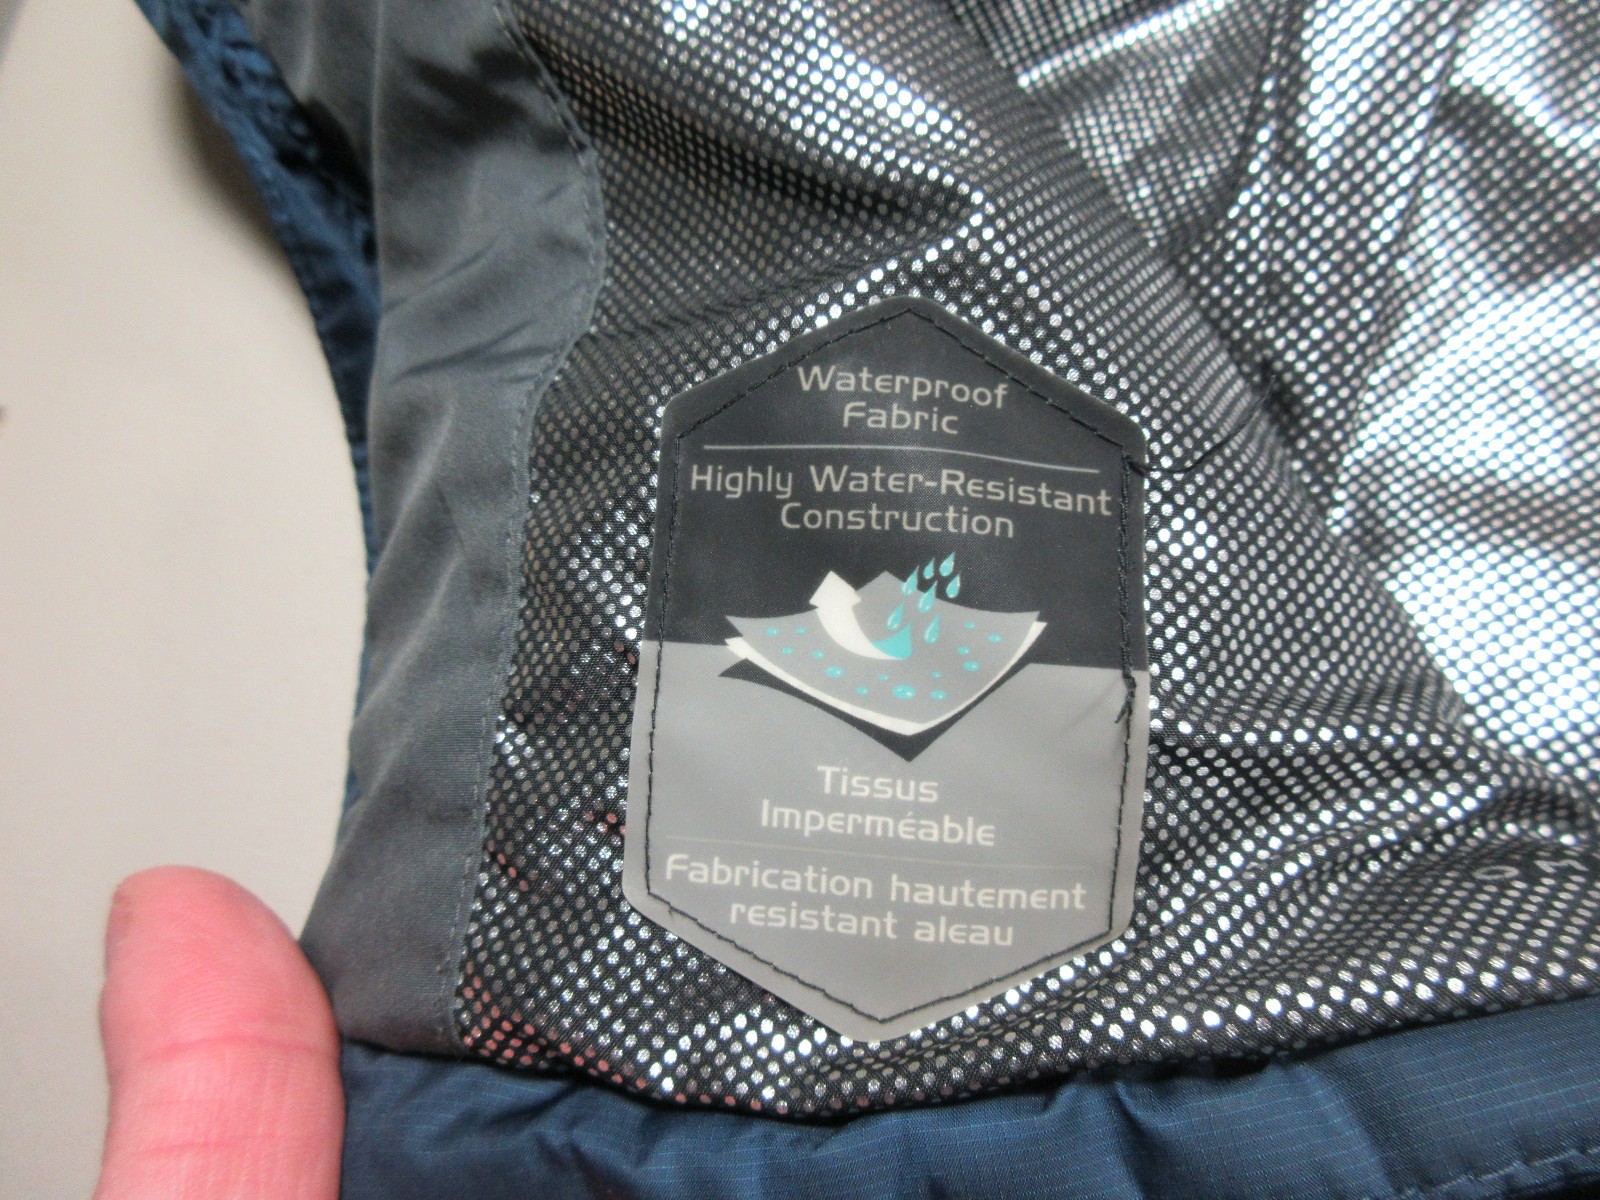 Waterproof
Fabric
Highly Water-Resistant
Construction
Tissus
Imperméable
Fabrication hautement
resistant aleau